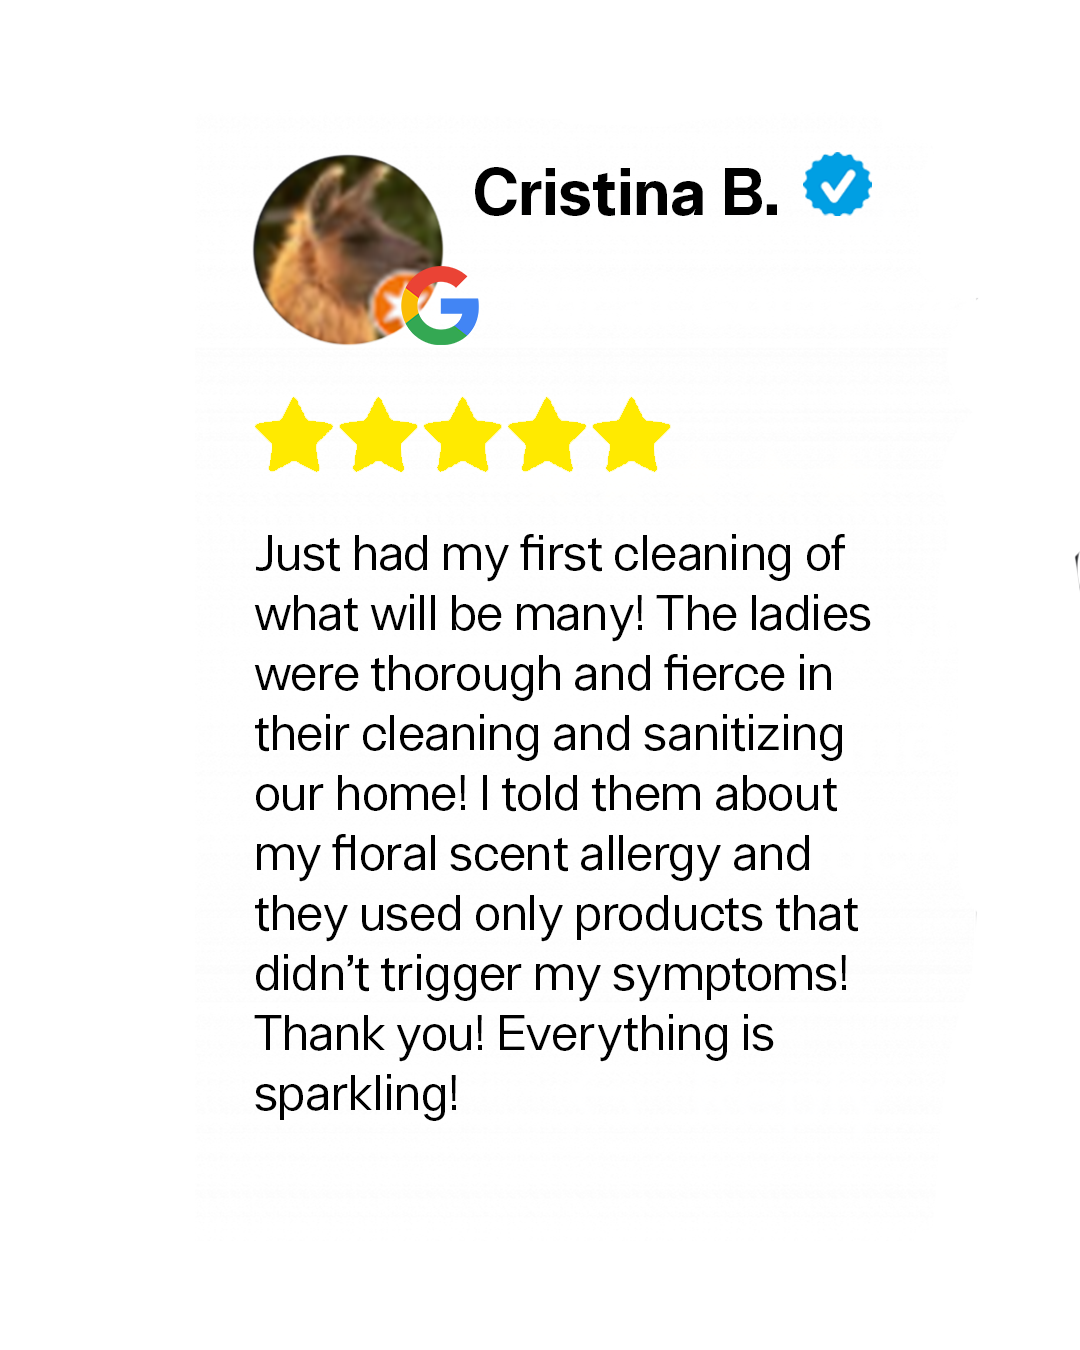 Cristina B.
Just had my first cleaning of
what will be many! The ladies
were thorough and fierce in
their cleaning and sanitizing
our home! I told them about
my floral scent allergy and
they used only products that
didn’t trigger my symptoms!
Thank you! Everything is
sparkling!